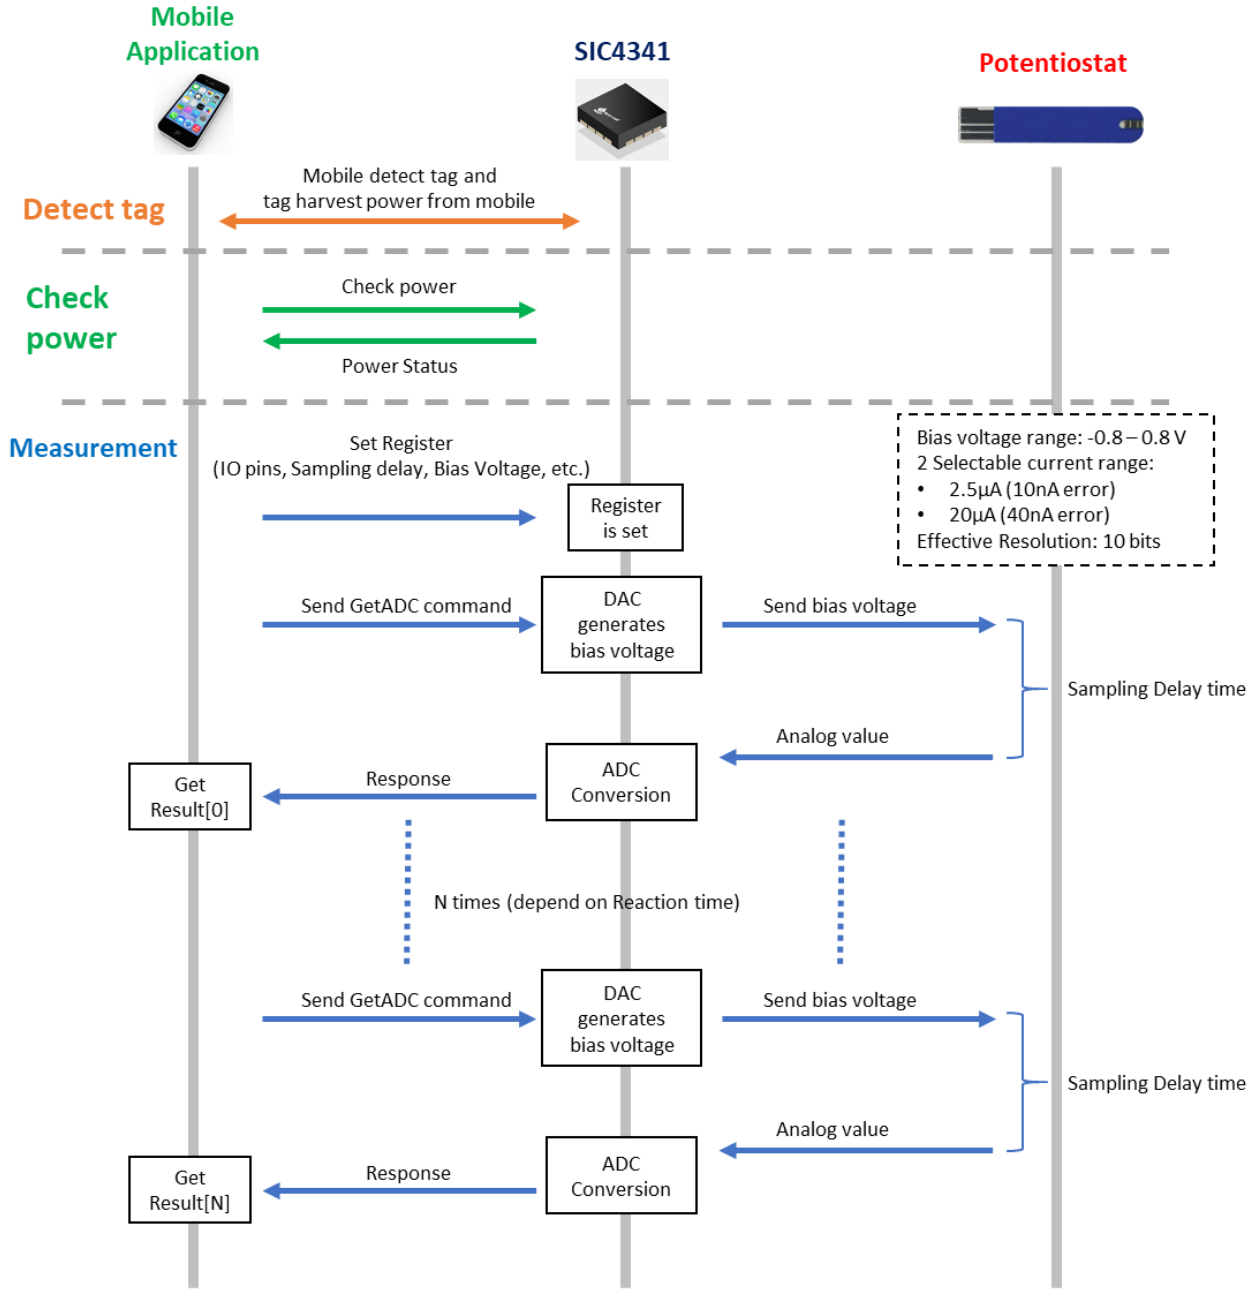 Mobile
Application
SIC4341
Potentiostat
Detect tag
Mobile detect tag and
tag harvest power from mobile
Check
power
Check power
Power Status
Measurement
Set Register
(IO pins, Sampling delay, Bias Voltage, etc.)
Register
is set
Bias voltage range: -0.8 – 0.8 V
2 Selectable current range:
• 2.5µA (10nA error)
• 20µA (40nA error)
Effective Resolution: 10 bits
Send GetADC command
DAC
generates
bias voltage
Send bias voltage
Sampling Delay time
Analog value
ADC
Conversion
Response
Get
Result[0]
N times (depend on Reaction time)
Send GetADC command
DAC
generates
bias voltage
Send bias voltage
Sampling Delay time
Analog value
ADC
Conversion
Response
Get
Result[N]